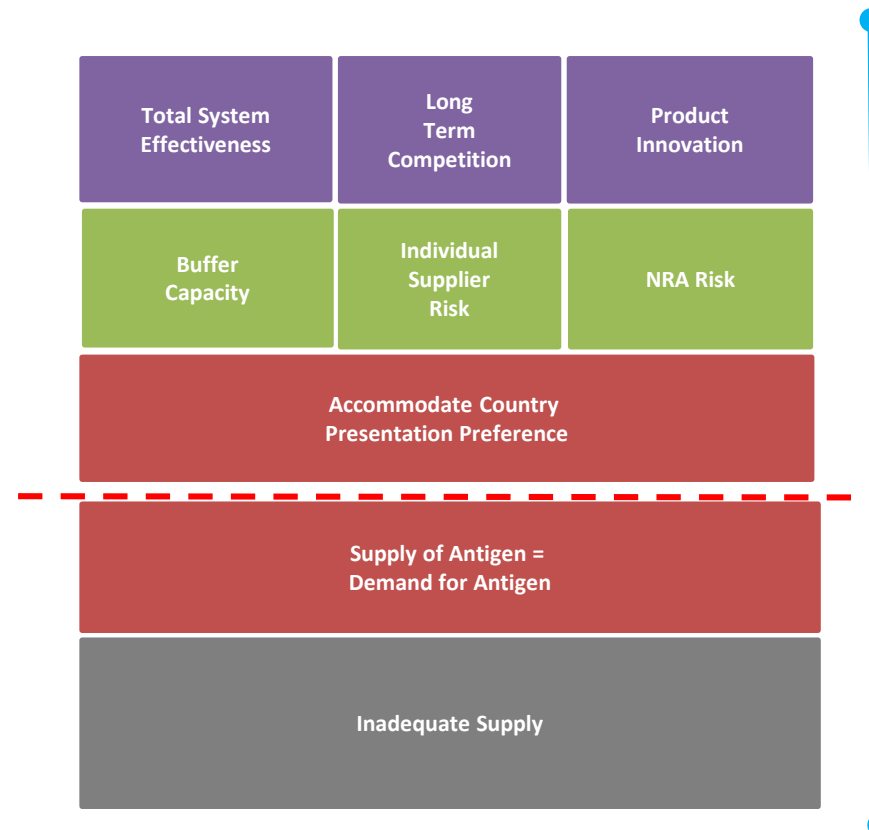 Total System
Effectiveness
Long
Term
Competition
Product
Innovation
Buffer
Capacity
Individual
Supplier
Risk
NRA Risk
Accommodate Country
Presentation Preference
Supply of Antigen =
Demand for Antigen
Inadequate Supply